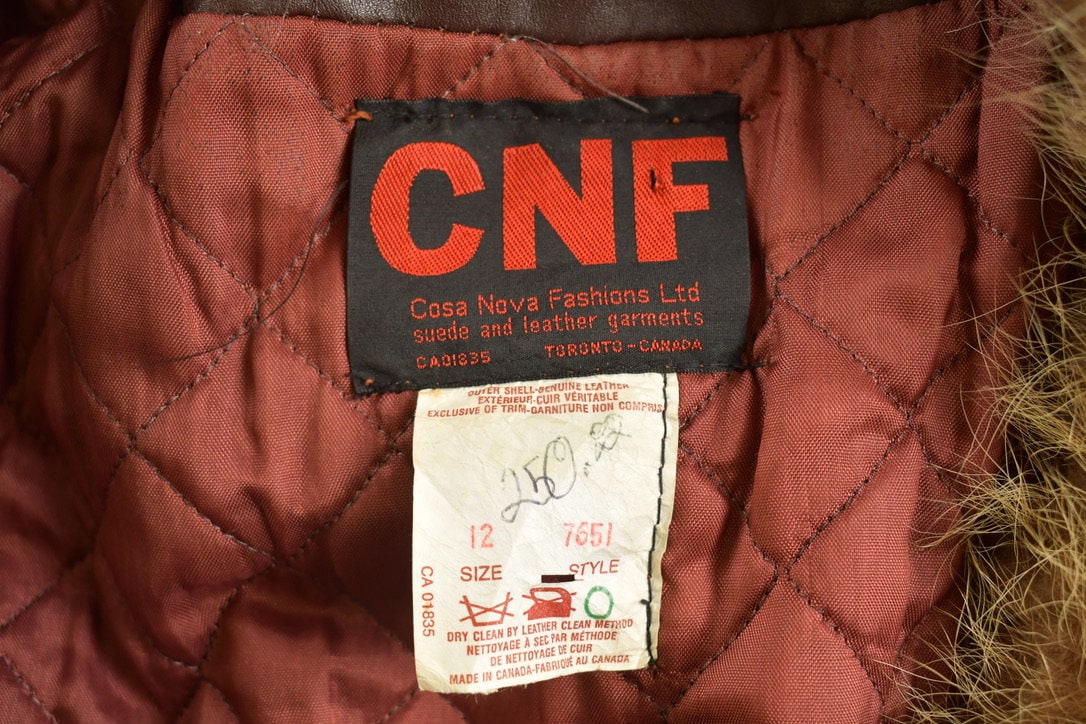 CNF
Cosa Nova Fashions Ltd
suede and leather garments
CA01835 TORONTO-CANADA
OUTER SHELL-GENUINE LEATHER
EXTÉRIEUR-CUIR VÉRITABLE
EXCLUSIVE OF TRIM-GARNITURE NON COMPRIS
250.00
12 7651
SIZE STYLE
CA 01835
DRY CLEAN BY LEATHER CLEAN METHOD
NETTOYAGE À SEC PAR MÉTHODE
DE NETTOYAGE DE CUIR
MADE IN CANADA-FABRIQUÉ AU CANADA